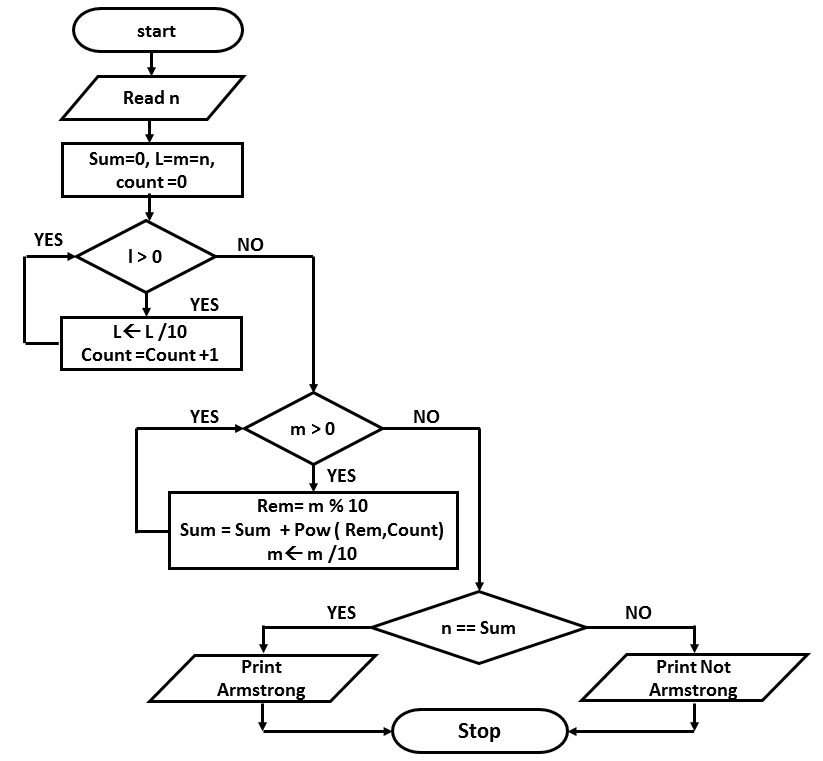 start
Read n
Sum=0, L=m=n,
count =0
YES
l > 0
NO
YES
L← L /10
Count =Count +1
YES
m > 0
NO
YES
Rem= m % 10
Sum = Sum + Pow ( Rem,Count)
m← m /10
YES
n == Sum
NO
Print
Armstrong
Print Not
Armstrong
Stop